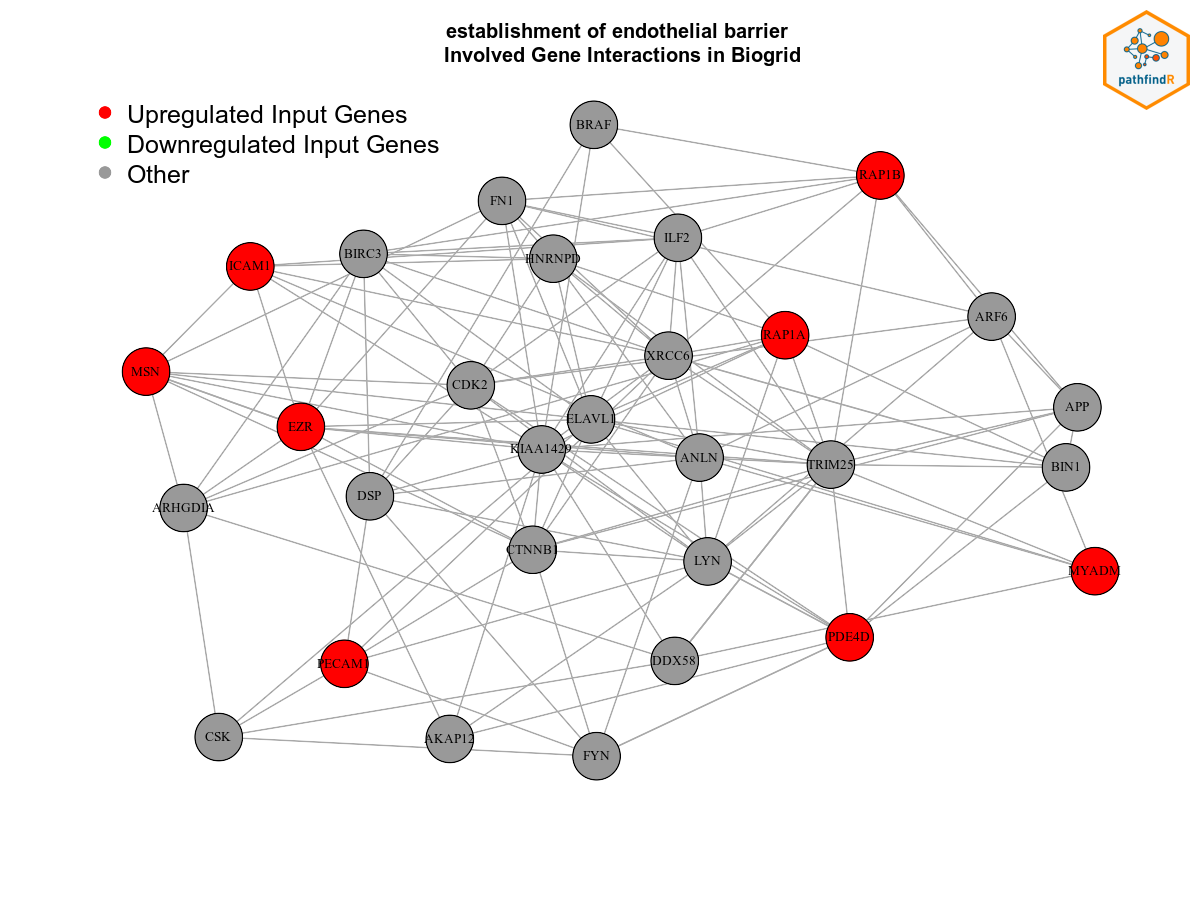 establishment of endothelial barrier
Involved Gene Interactions in Biogrid
pathfindR
Upregulated Input Genes
Downregulated Input Genes
Other
BRAF
RAP1B
FN1
ILF2
BIRC3
HNRNPD
ICAM1
ARF6
RAP1A
XRCC6
MSN
CDK2
APP
ELAVL1
EZR
KIAA1429
ANLN
TRIM25
BIN1
DSP
ARHGDIA
CTNNB1
LYN
MYADM
PDE4D
DDX58
PECAM1
CSK
AKAP12
FYN